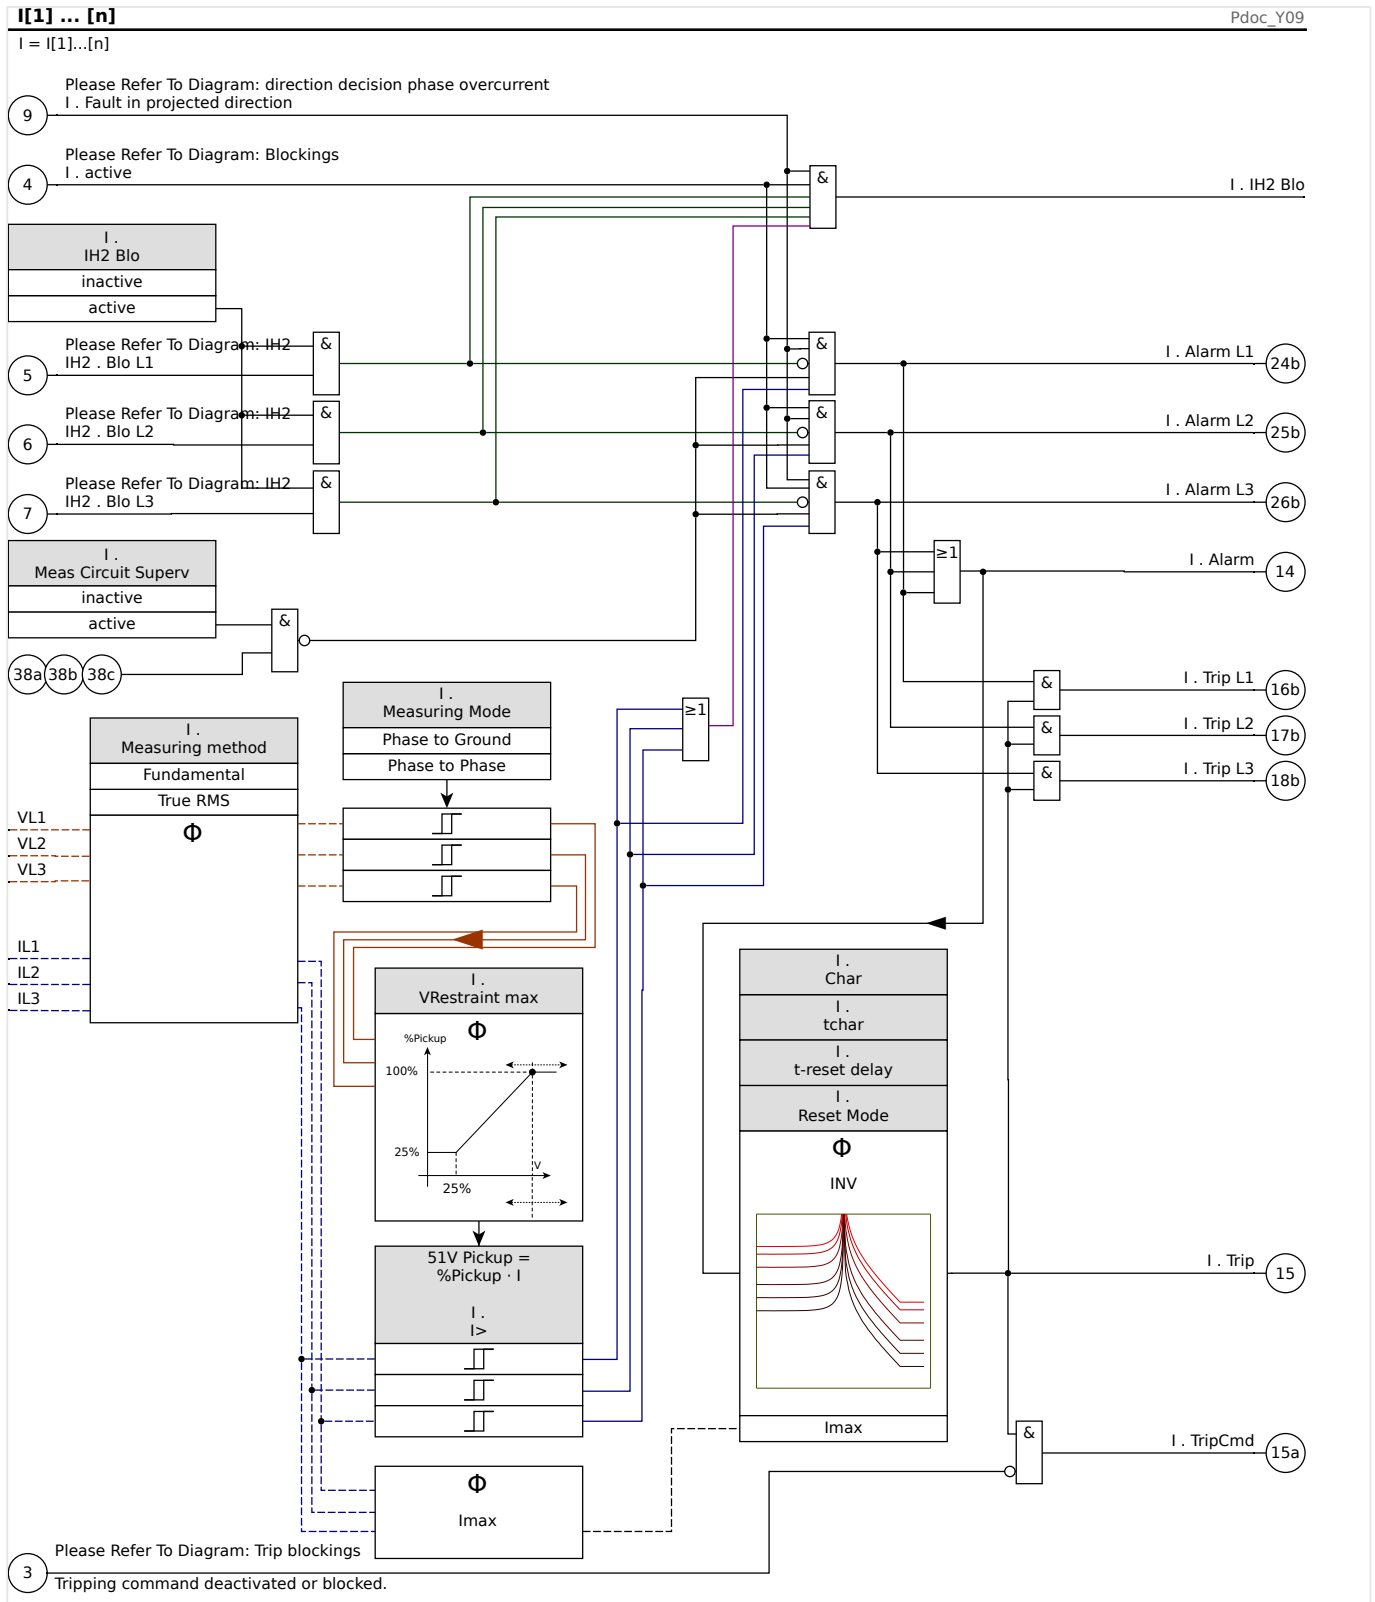 I[1] ... [n]
Pdoc_Y09
I = I[1]...[n]
Please Refer To Diagram: direction decision phase overcurrent
I . Fault in projected direction
9
Please Refer To Diagram: Blockings
I . active
4
&
I . IH2 Blo
I .
IH2 Blo
inactive
active
Please Refer To Diagram: IH2
IH2 . Blo L1
5
&
&
I . Alarm L1
24b
Please Refer To Diagram: IH2
IH2 . Blo L2
6
&
&
I . Alarm L2
25b
Please Refer To Diagram: IH2
IH2 . Blo L3
7
&
&
I . Alarm L3
26b
I .
Meas Circuit Superv
inactive
active
&
≥1
I . Alarm
14
38a
38b
38c
&
I . Trip L1
16b
&
I . Trip L2
17b
&
I . Trip L3
18b
I .
Measuring Mode
Phase to Ground
Phase to Phase
≥1
I .
Measuring method
Fundamental
True RMS
Φ
VL1
VL2
VL3
IL1
IL2
IL3
I .
VRestraint max
Φ
%Pickup
100%
25%
V
25%
51V Pickup =
%Pickup · I
I .
I>
Φ
Imax
I .
Char
I .
tchar
I .
t-reset delay
I .
Reset Mode
Φ
INV
Imax
I . Trip
15
&
I . TripCmd
15a
Please Refer To Diagram: Trip blockings
3
Tripping command deactivated or blocked.